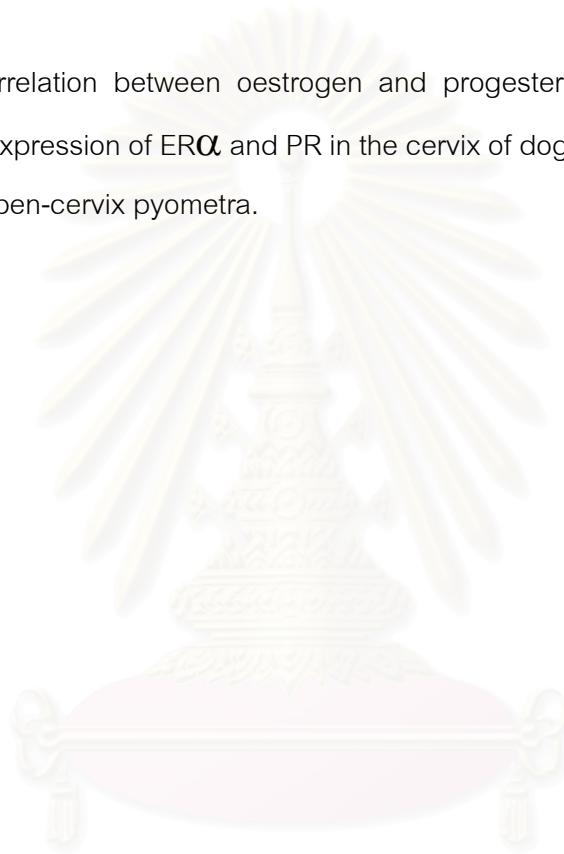 rrelation between oestrogen and progester
xpression of ERα and PR in the cervix of dog
pen-cervix pyometra.